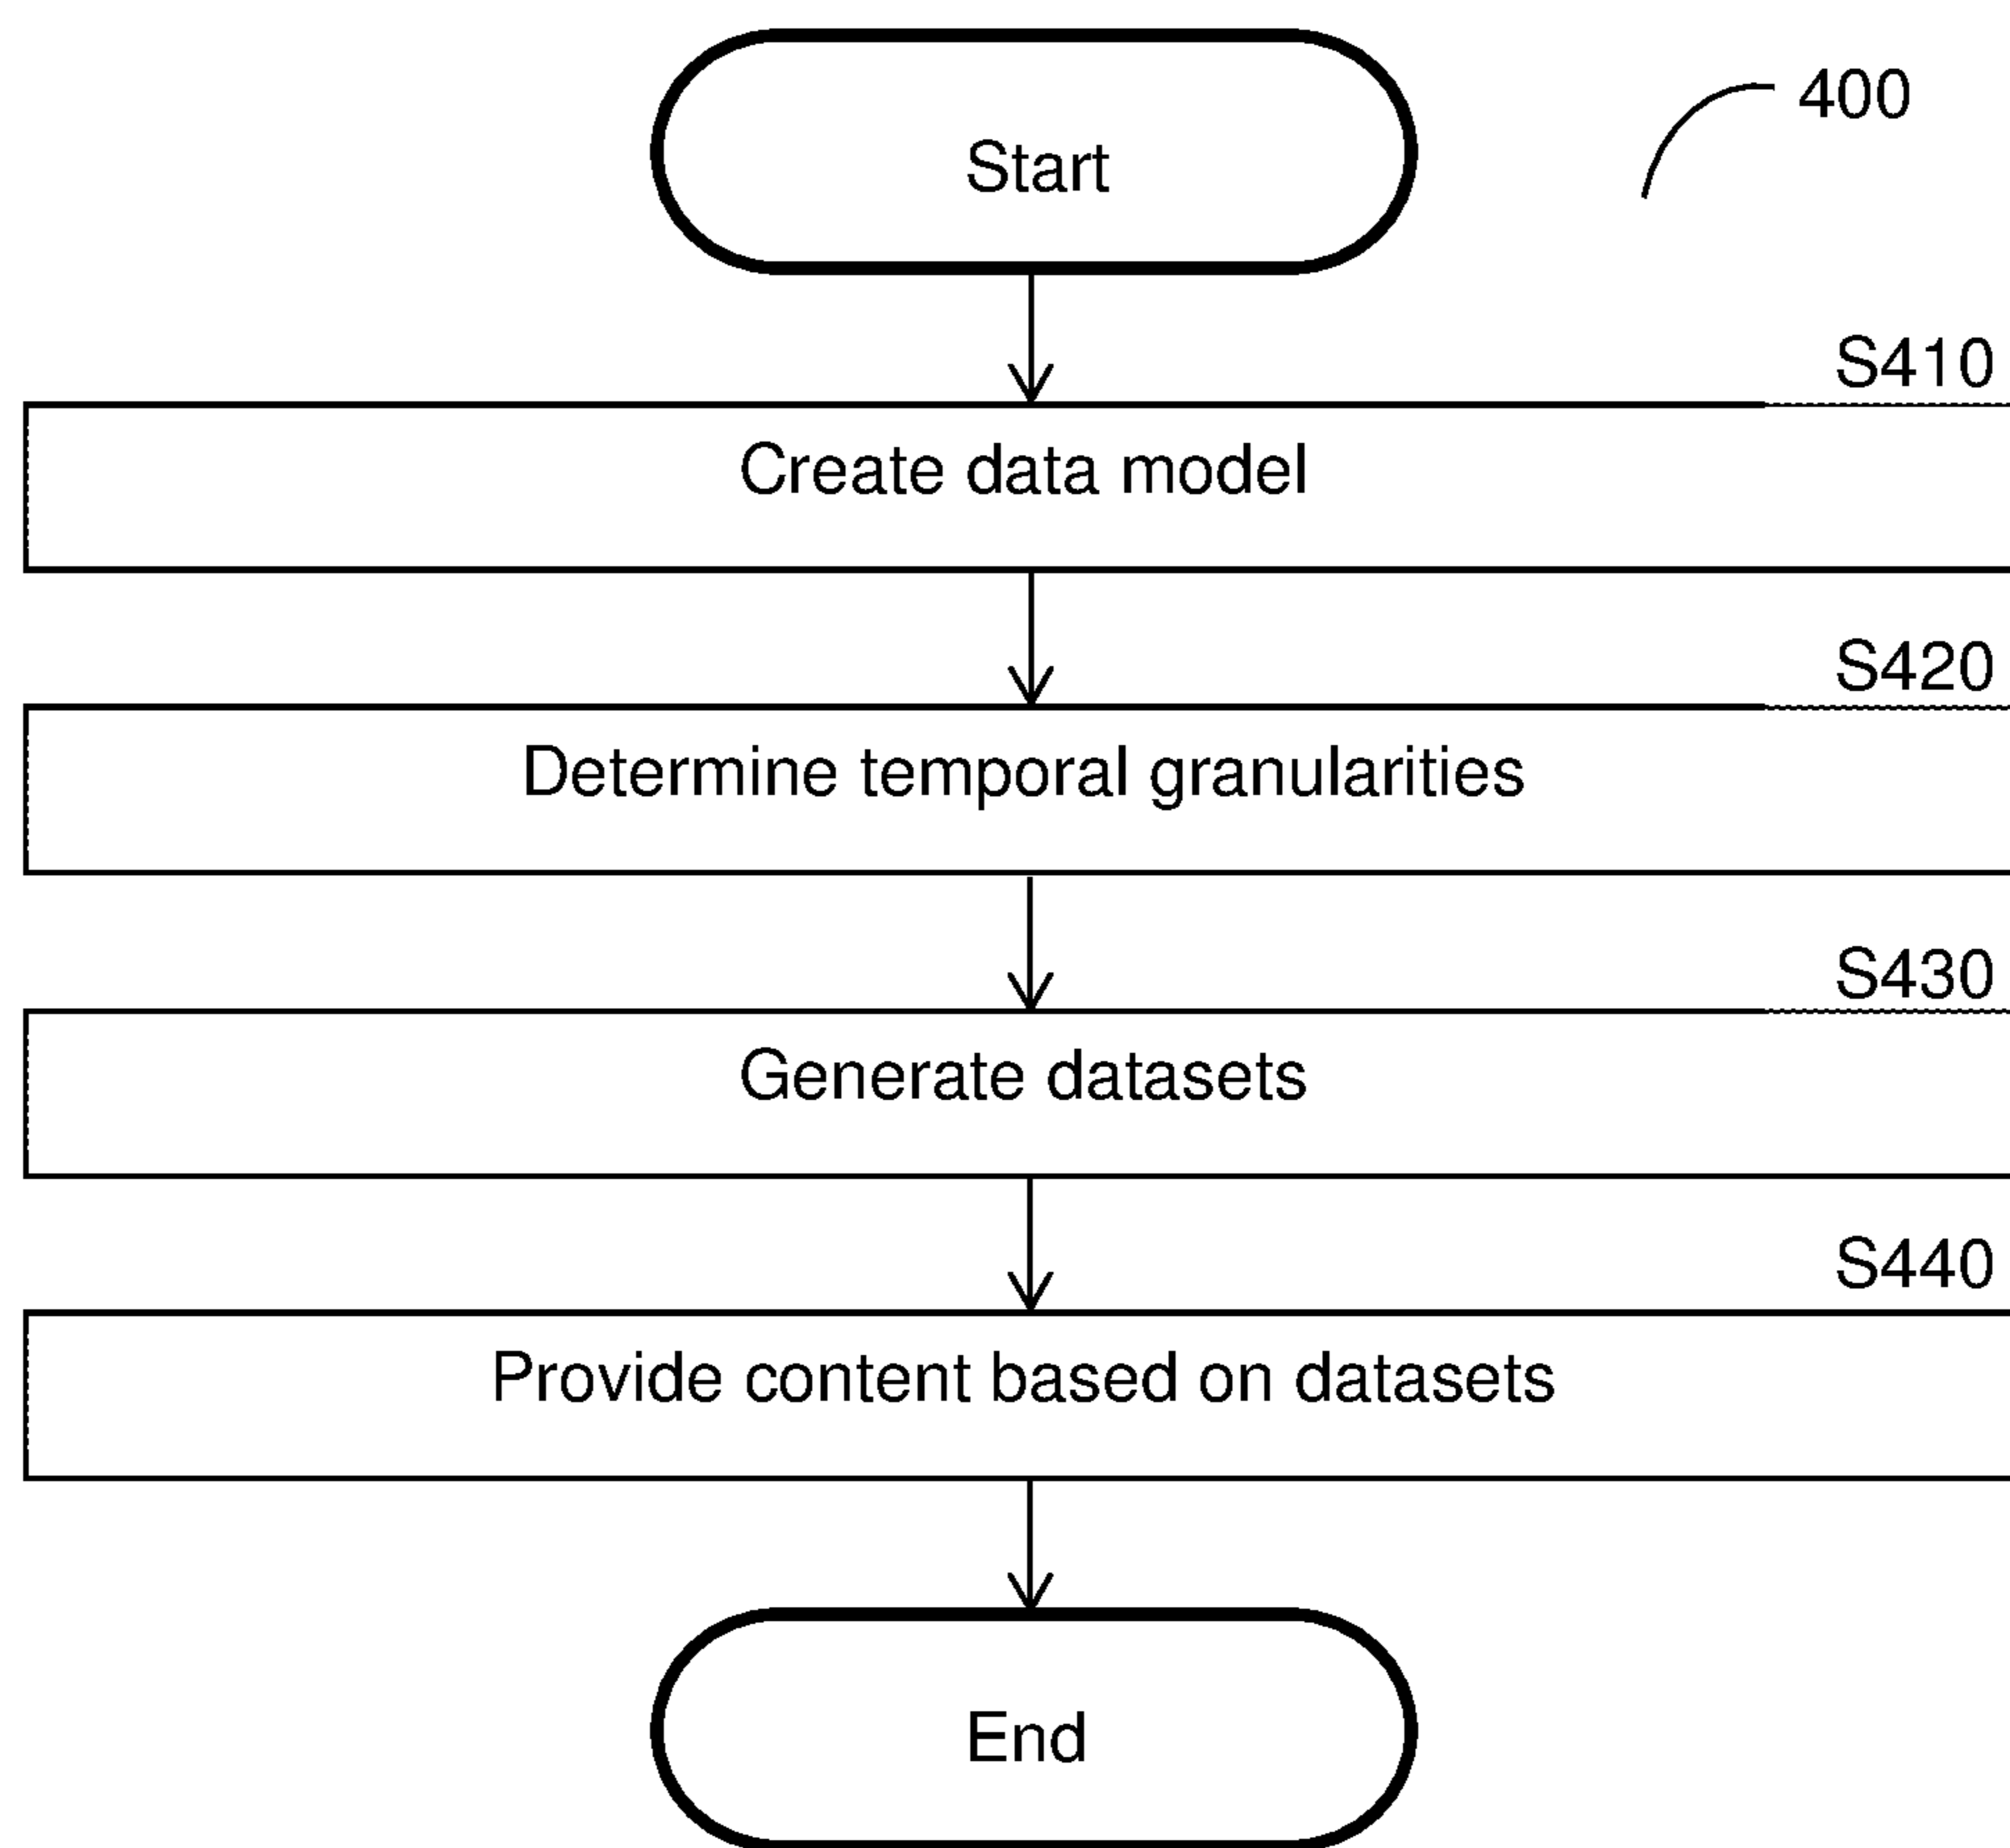 Start
400
S410
Create data model
S420
Determine temporal granularities
S430
Generate datasets
S440
Provide content based on datasets
End